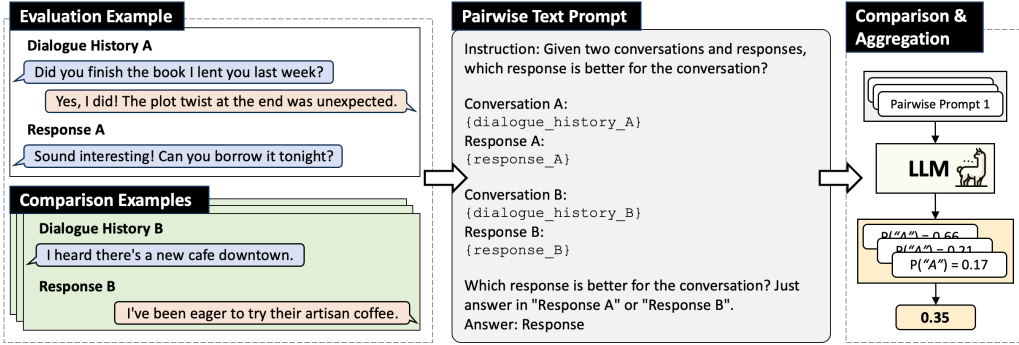 Evaluation Example
Dialogue History A
Did you finish the book I lent you last week?
Yes, I did! The plot twist at the end was unexpected.
Response A
Sound interesting! Can you borrow it tonight?
Comparison Examples
Dialogue History B
I heard there's a new cafe downtown.
Response B
I've been eager to try their artisan coffee.
Pairwise Text Prompt
Instruction: Given two conversations and responses,
which response is better for the conversation?
Conversation A:
{dialogue_history_A}
Response A:
{response_A}
Conversation B:
{dialogue_history_B}
Response B:
{response_B}
Which response is better for the conversation? Just
answer in "Response A" or "Response B".
Answer: Response
Comparison &
Aggregation
Pairwise Prompt 1
LLM
P(“A”) = 0.66
P(“A”) = 0.21
P(“A”) = 0.17
0.35